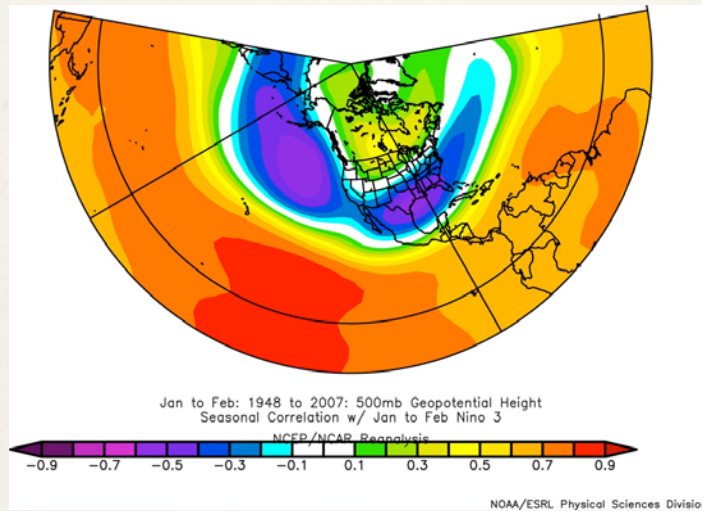 Jan to Feb: 1948 to 2007: 500mb Geopotential Height
Seasonal Correlation w/ Jan to Feb Nino 3
NCEP/NCAR Reanalysis
-0.9 -0.7 -0.5 -0.3 -0.1 0.1 0.3 0.5 0.7 0.9
NOAA/ESRL Physical Sciences Divisio